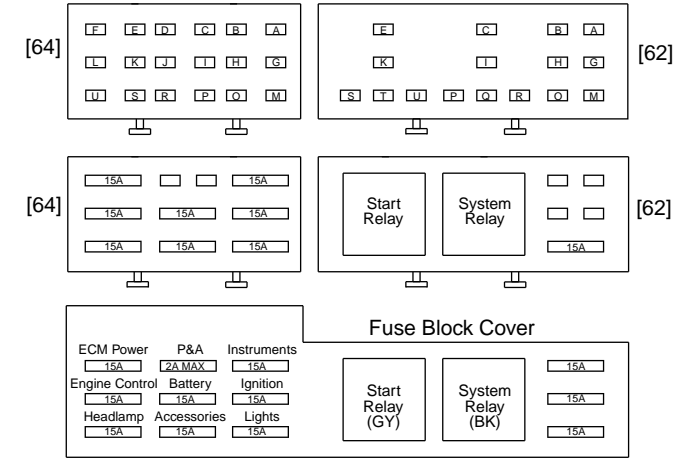 F E D C B A
E C B A
[64]
[62]
L K J I H G
K I H G
U S R P O M
S T U P Q R O M
15A 15A
[64]
Start
Relay
System
Relay
[62]
15A 15A 15A
15A 15A 15A
15A
Fuse Block Cover
ECM Power P&A Instruments
15A 2A MAX 15A
15A
Engine Control Battery Ignition
15A 15A 15A
Start
Relay
(GY)
System
Relay
(BK)
15A
Headlamp Accessories Lights
15A 15A 15A
15A